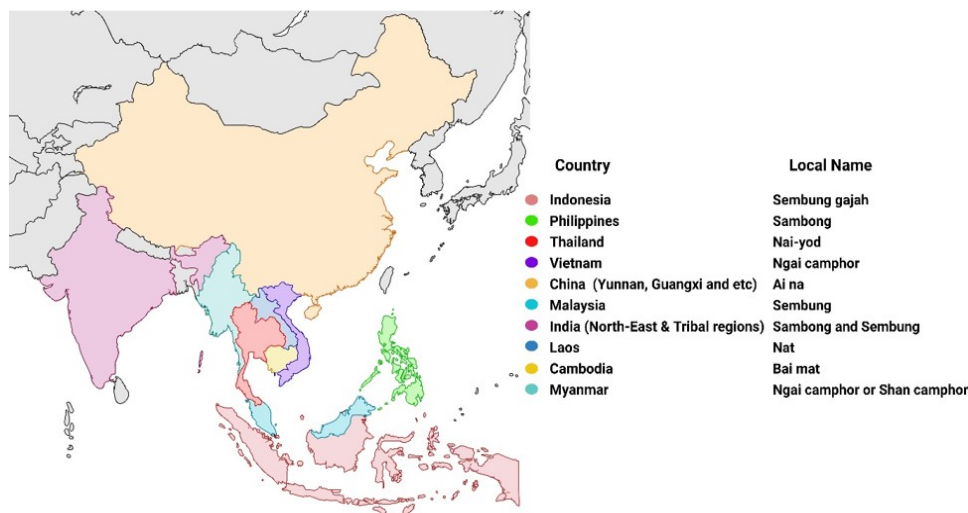 Country Local Name
Indonesia Sembung gajah
Philippines Sambong
Thailand Nai-yod
Vietnam Ngai camphor
China (Yunnan, Guangxi and etc) Ai na
Malaysia Sembung
India (North-East & Tribal regions) Sambong and Sembung
Laos Nat
Cambodia Bai mat
Myanmar Ngai camphor or Shan camphor